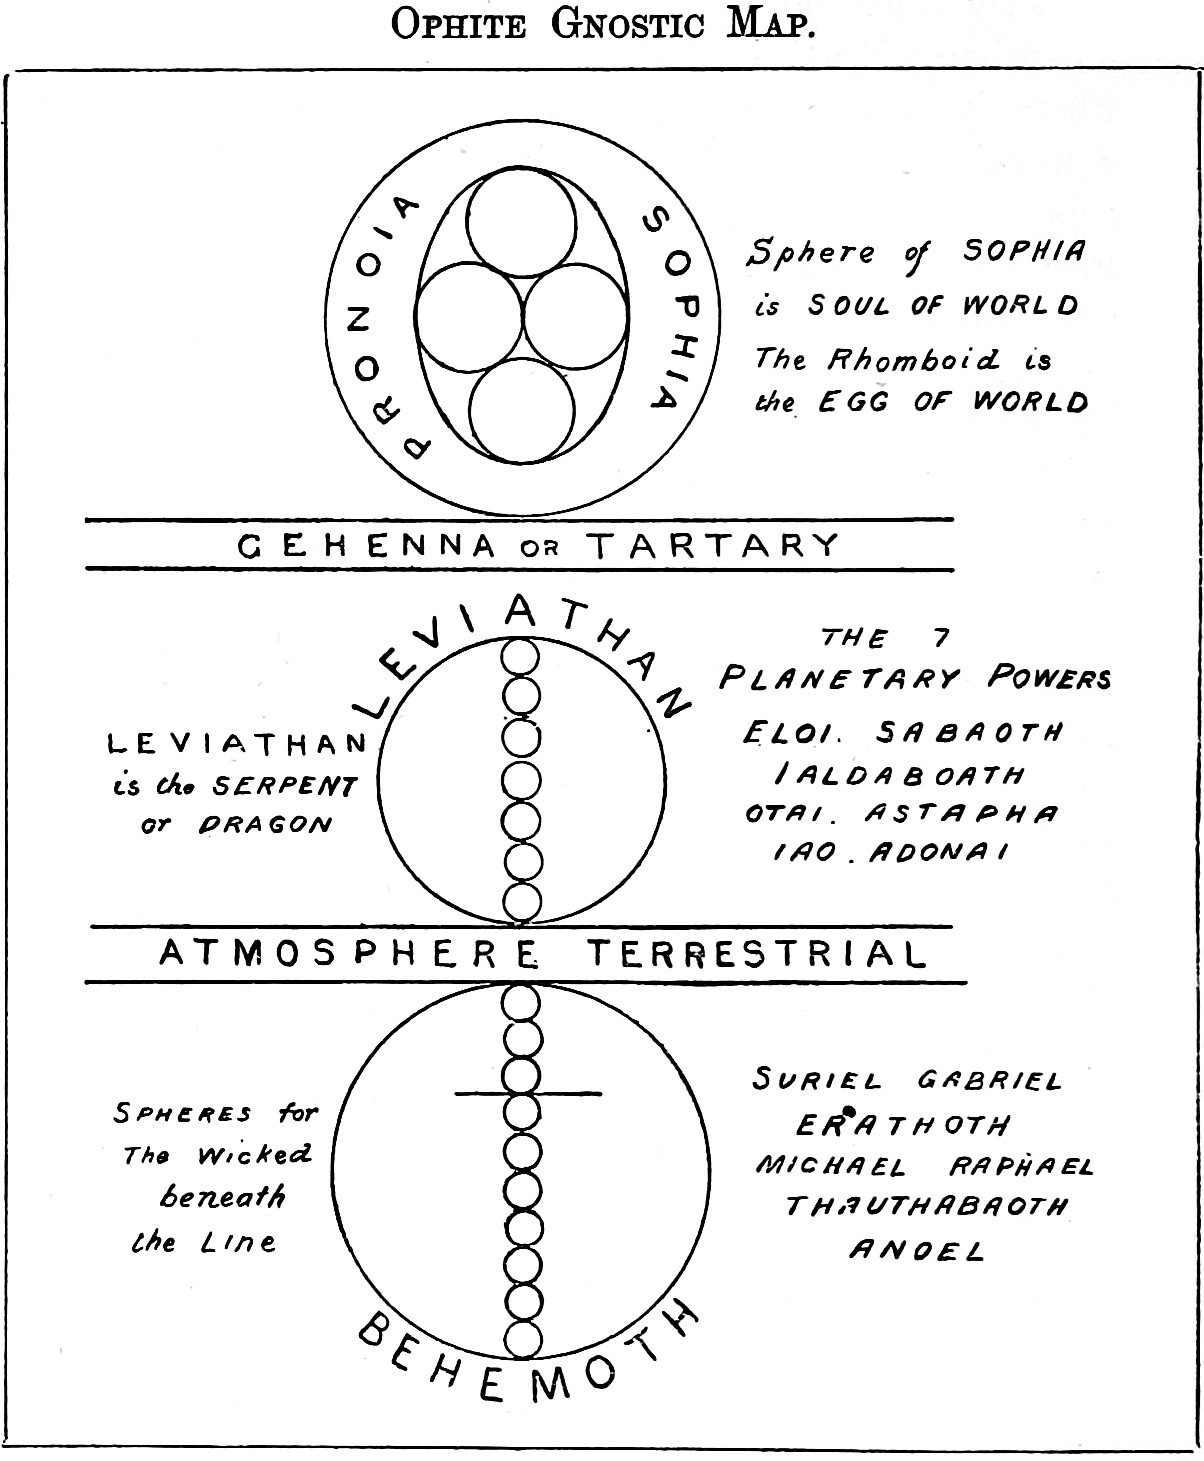 OPHITE GNOSTIC MAP.
PRONOIA
SOPHIA
Sphere of SOPHIA
is SOUL OF WORLD
The Rhomboid is
the EGG OF WORLD
GEHENNA OR TARTARY
LEVIATHAN
LEVIATHAN
is the SERPENT
or DRAGON
THE 7
PLANETARY POWERS
ELOI. SABAOTH
IALDABOATH
OTAI. ASTAPHA
IAO. ADONAI
ATMOSPHERE TERRESTRIAL
SPHERES for
The Wicked
beneath
the Line
SURIEL GABRIEL
ERATHOTH
MICHAEL RAPHAEL
THAUTHABAOTH
ANOEL
BEHEMOTH